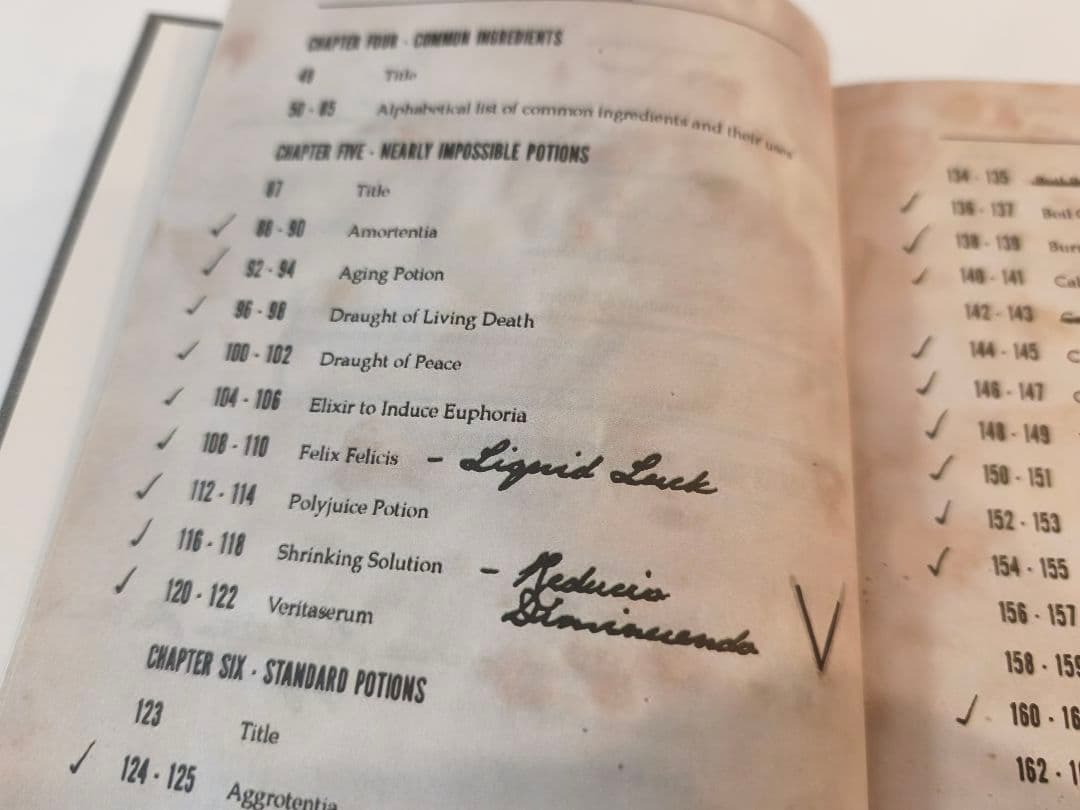 CHAPTER FOUR - COMMON INGREDIENTS
49 Title
50 - 85 Alphabetical list of common ingredients and their uses
CHAPTER FIVE - NEARLY IMPOSSIBLE POTIONS
87 Title
✓ 88 - 90 Amortentia
✓ 92 - 94 Aging Potion
✓ 96 - 98 Draught of Living Death
✓ 100 - 102 Draught of Peace
✓ 104 - 106 Elixir to Induce Euphoria
✓ 108 - 110 Felix Felicis - Liquid Luck
✓ 112 - 114 Polyjuice Potion
✓ 116 - 118 Shrinking Solution - Reducio
Diminuendo
✓ 120 - 122 Veritaserum
V
CHAPTER SIX - STANDARD POTIONS
123 Title
✓ 124 - 125 Aggrotentia
134 - 135
✓ 136 - 137
✓ 138 - 139
✓ 140 - 141
142 - 143
✓ 144 - 145
✓ 146 - 147
✓ 148 - 149
✓ 150 - 151
✓ 152 - 153
✓ 154 - 155
156 - 157
158 - 159
✓ 160 - 16
162 - 1